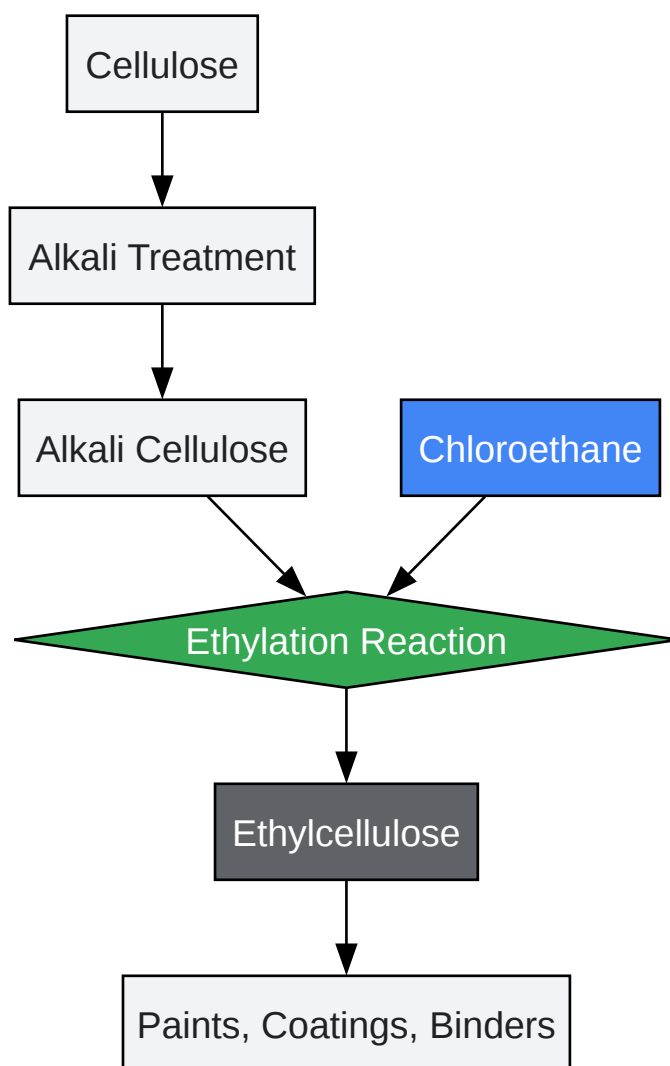 Cellulose
Alkali Treatment
Alkali Cellulose
Chloroethane
Ethylation Reaction
Ethylcellulose
Paints, Coatings, Binders